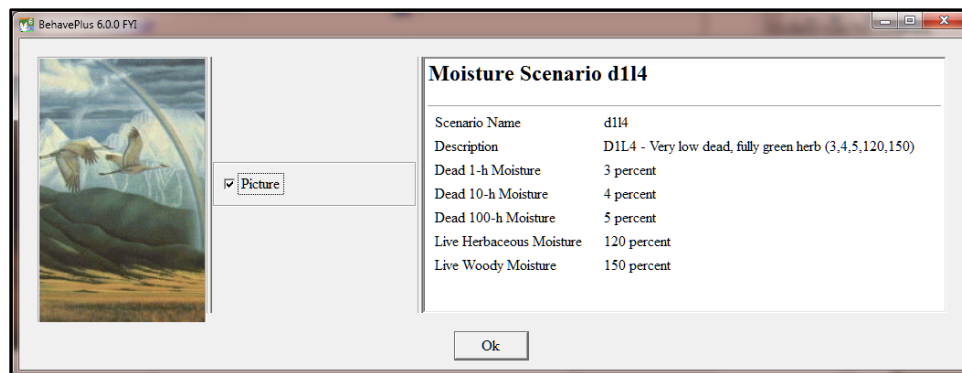 BehavePlus 6.0.0 FYI
Moisture Scenario d1l4
Scenario Name d1l4
Description D1L4 - Very low dead, fully green herb (3,4,5,120,150)
Dead 1-h Moisture 3 percent
Dead 10-h Moisture 4 percent
Dead 100-h Moisture 5 percent
Live Herbaceous Moisture 120 percent
Live Woody Moisture 150 percent
Picture
Ok